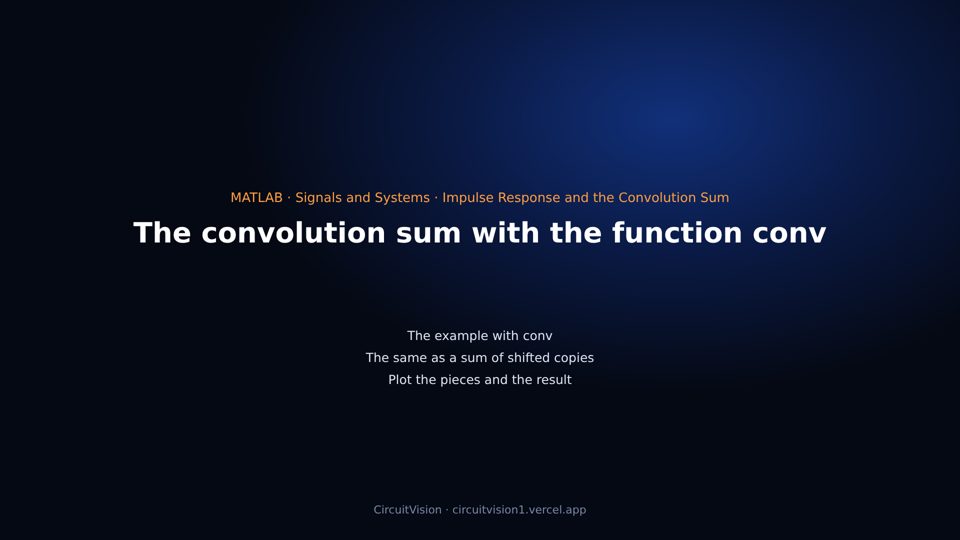 MATLAB · Signals and Systems · Impulse Response and the Convolution Sum
The convolution sum with the function conv
The example with conv
The same as a sum of shifted copies
Plot the pieces and the result
CircuitVision · circuitvision1.vercel.app